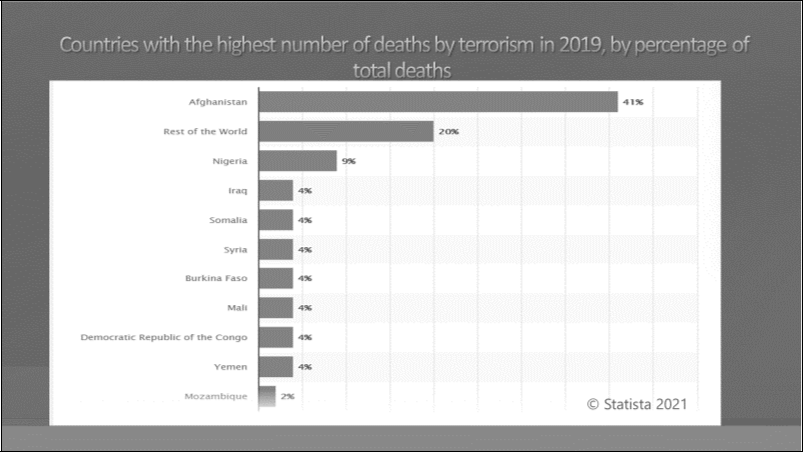 Countries with the highest number of deaths by terrorism in 2019, by percentage of
total deaths
Afghanistan 41%
Rest of the World 20%
Nigeria 9%
Iraq 4%
Somalia 4%
Syria 4%
Burkina Faso 4%
Mali 4%
Democratic Republic of the Congo 4%
Yemen 4%
Mozambique 2%
© Statista 2021